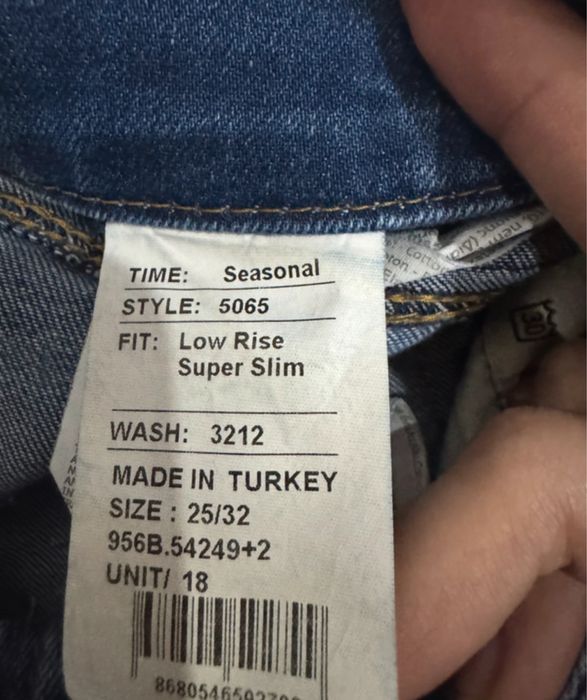 TIME: Seasonal
STYLE: 5065
FIT: Low Rise
Super Slim
WASH: 3212
MADE IN TURKEY
SIZE : 25/32
956B.54249+2
UNIT/ 18
30